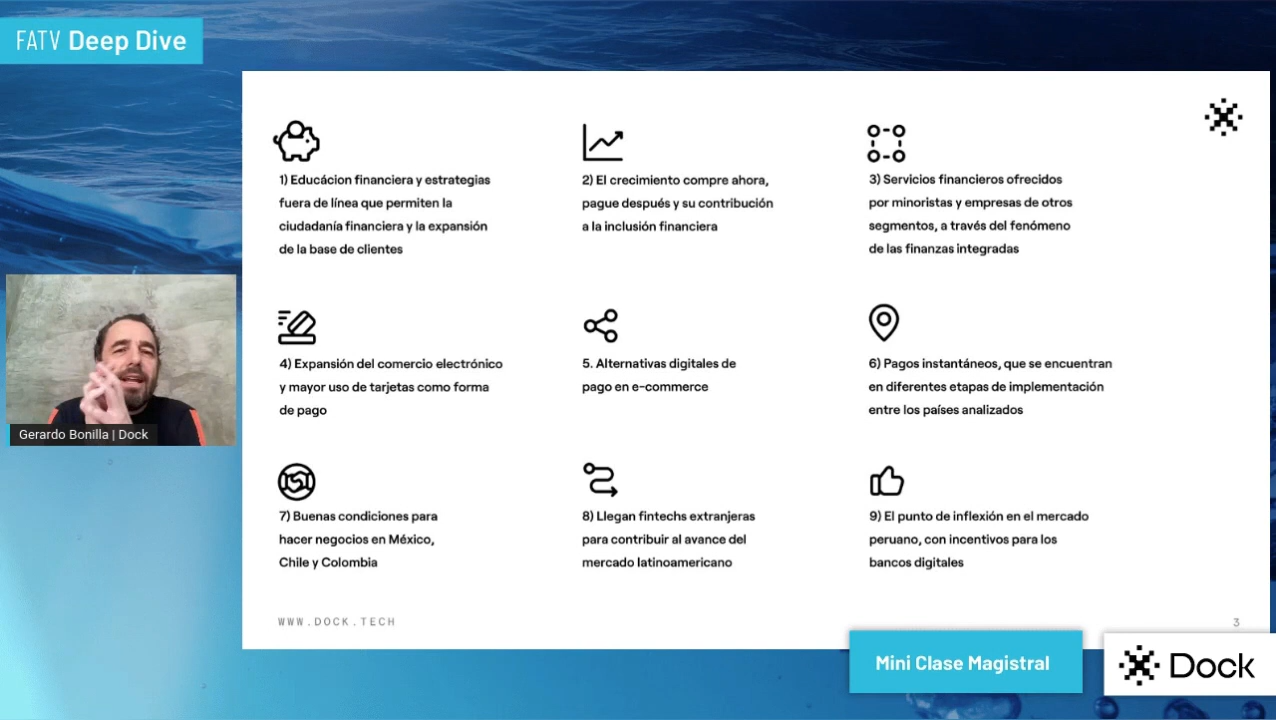 FATV Deep Dive
1) Educácion financiera y estrategias
fuera de línea que permiten la
ciudadanía financiera y la expansión
de la base de clientes
2) El crecimiento compre ahora,
pague después y su contribución
a la inclusión financiera
3) Servicios financieros ofrecidos
por minoristas y empresas de otros
segmentos, a través del fenómeno
de las finanzas integradas
4) Expansión del comercio electrónico
y mayor uso de tarjetas como forma
de pago
5. Alternativas digitales de
pago en e-commerce
6) Pagos instantáneos, que se encuentran
en diferentes etapas de implementación
entre los países analizados
Gerardo Bonilla | Dock
7) Buenas condiciones para
hacer negocios en México,
Chile y Colombia
8) Llegan fintechs extranjeras
para contribuir al avance del
mercado latinoamericano
9) El punto de inflexión en el mercado
peruano, con incentivos para los
bancos digitales
WWW.DOCK.TECH
3
Mini Clase Magistral
Dock